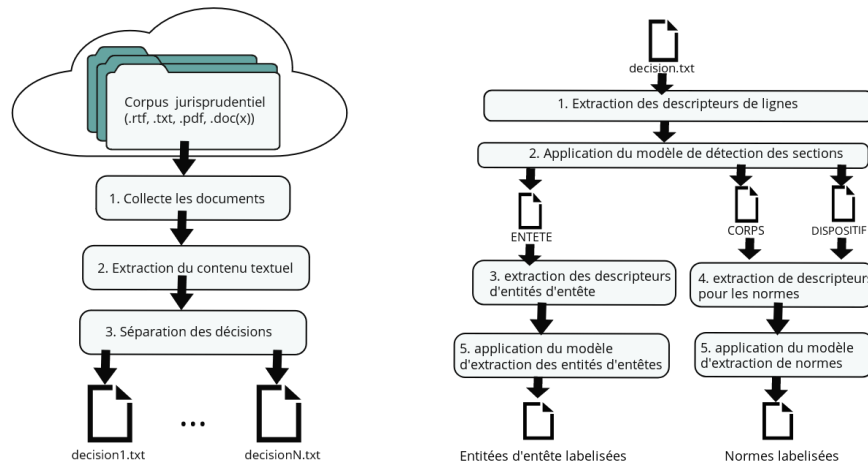 Corpus jurisprudentiel
(.rtf, .txt, .pdf, .doc(x))
1. Collecte les documents
2. Extraction du contenu textuel
3. Séparation des décisions
...
decision1.txt
decisionN.txt
decision.txt
1. Extraction des descripteurs de lignes
2. Application du modèle de détection des sections
ENTETE
CORPS
DISPOSITIF
3. extraction des descripteurs
d'entités d'entête
4. extraction de descripteurs
pour les normes
5. application du modèle
d'extraction des entités d'entêtes
5. application du modèle
d'extraction de normes
Entitées d'entête labelisées
Normes labelisées